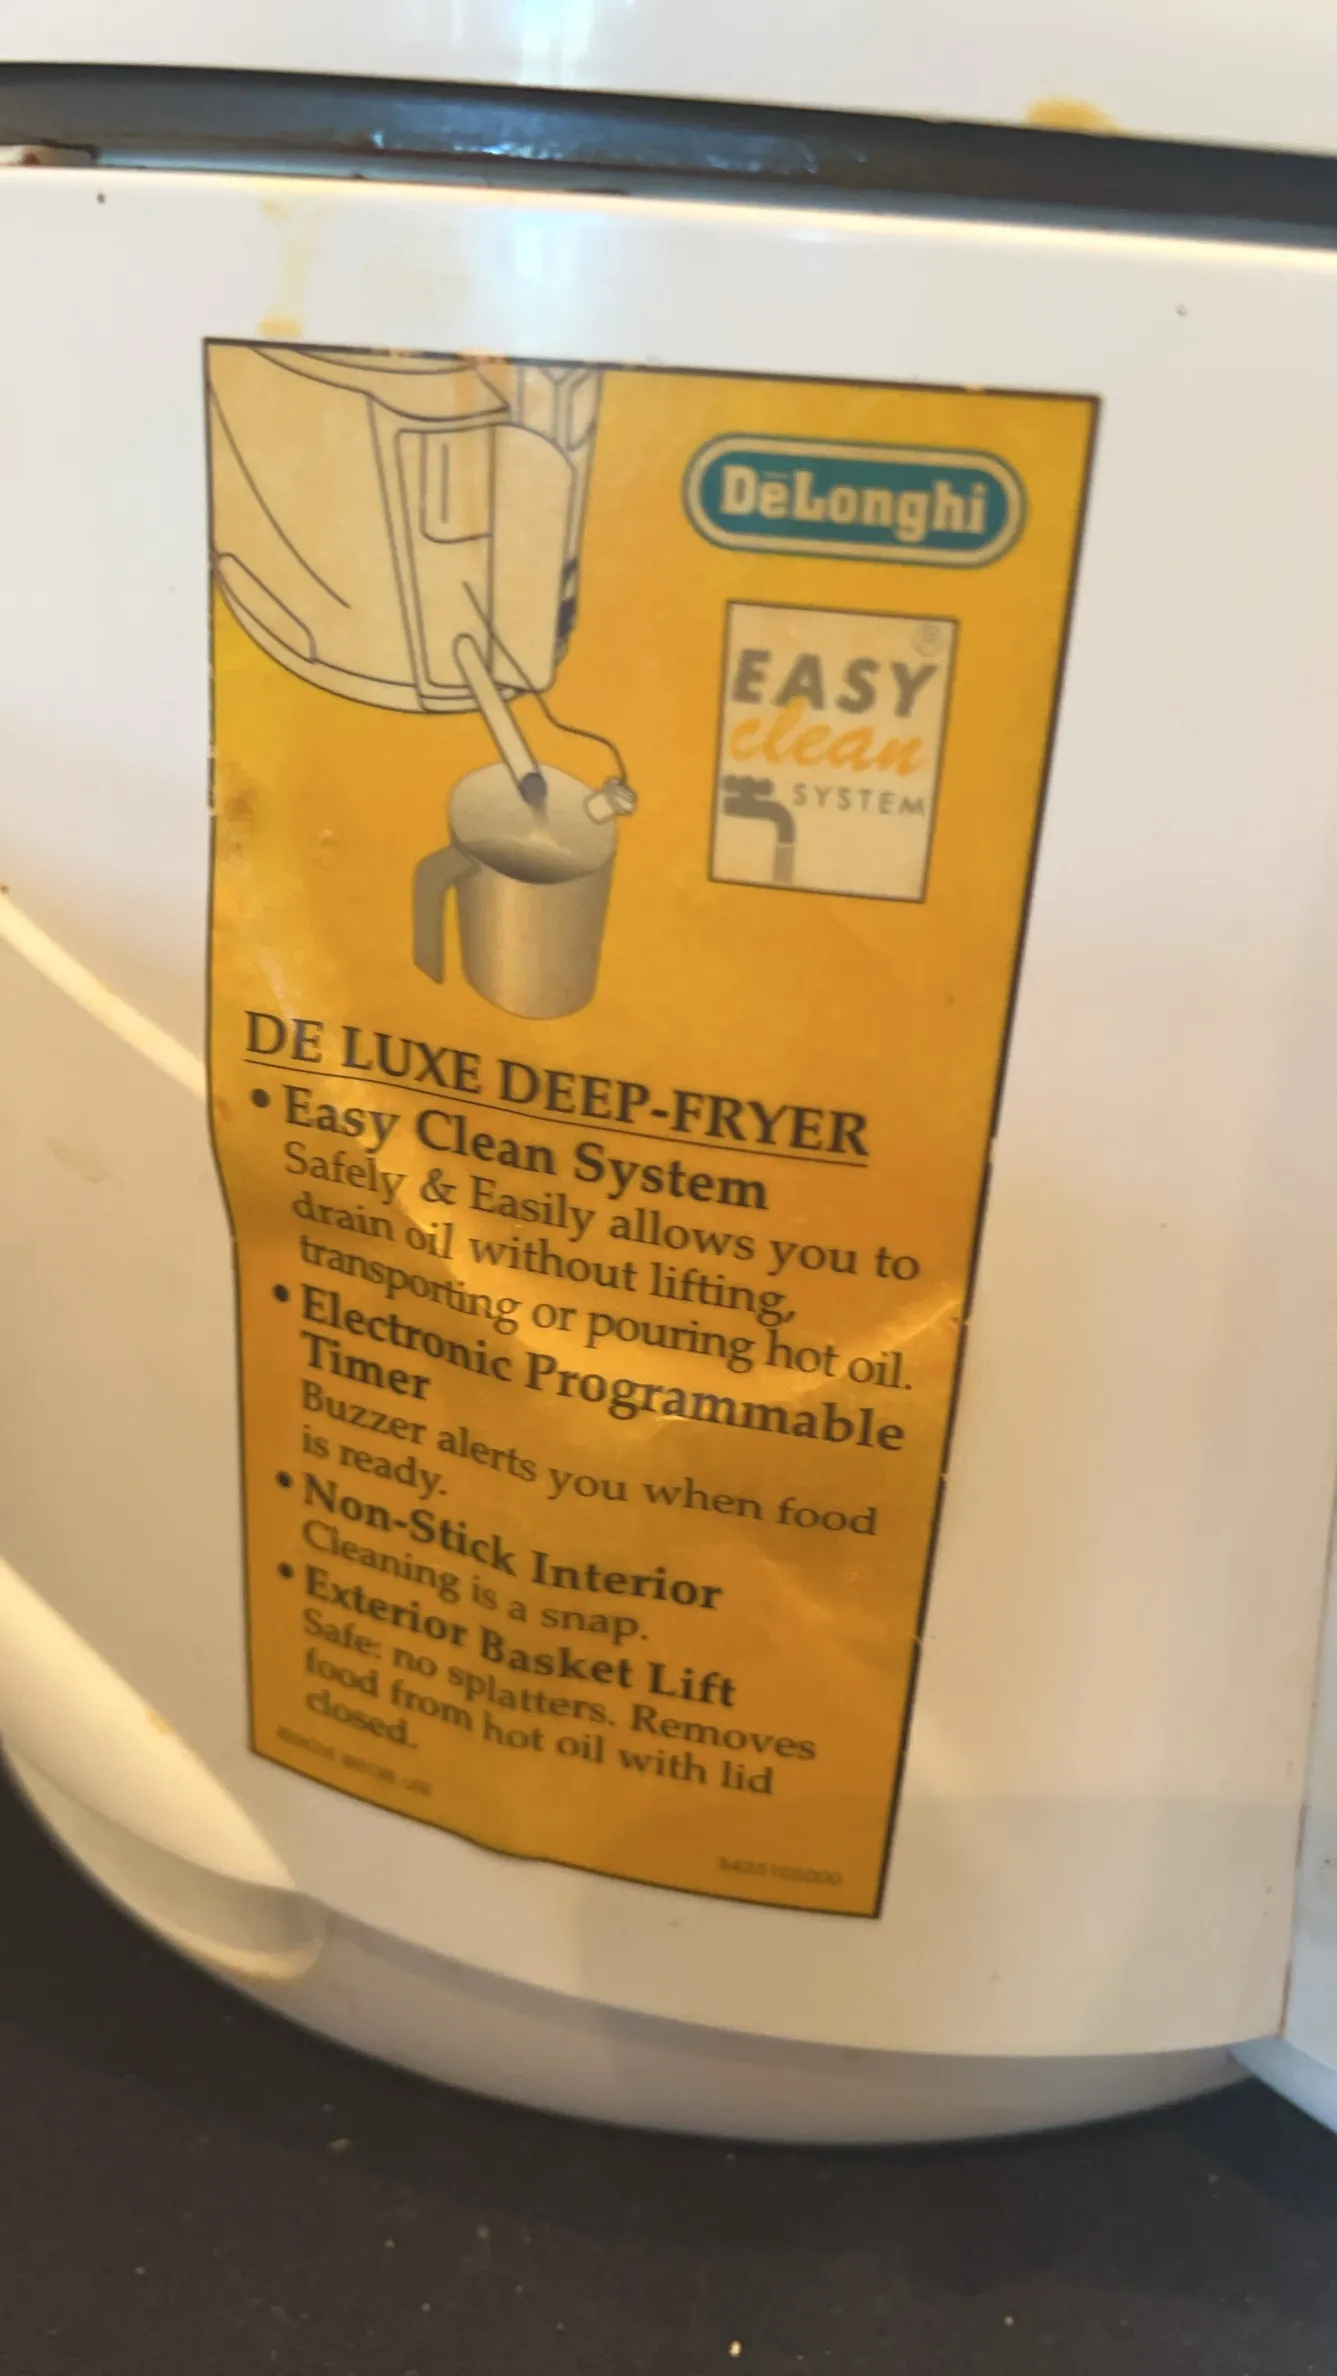 DeLonghi
®
EASY
clean
SYSTEM
DE LUXE DEEP-FRYER
• Easy Clean System
Safely & Easily allows you to
drain oil without lifting,
transporting or pouring hot oil.
• Electronic Programmable
Timer
Buzzer alerts you when food
is ready.
• Non-Stick Interior
Cleaning is a snap.
• Exterior Basket Lift
Safe: no splatters. Removes
food from hot oil with lid
closed.